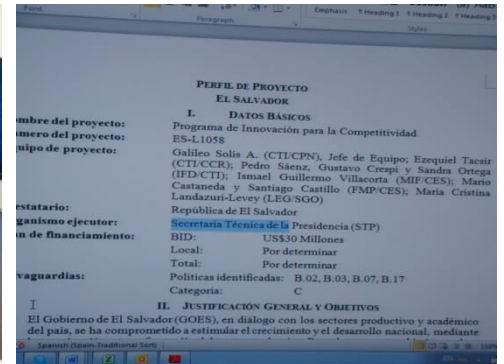 Font
Paragraph
Emphasis ¶ Heading 1 ¶ Heading 2 ¶ Heading 3
Styles
PERFIL DE PROYECTO
EL SALVADOR
I. DATOS BÁSICOS
mbre del proyecto: Programa de Innovación para la Competitividad
mero del proyecto: ES-L1058
uipo de proyecto: Galileo Solís A. (CTI/CPN), Jefe de Equipo; Ezequiel Tacsir
(CTI/CCR); Pedro Sáenz, Gustavo Crespi y Sandra Ortega
(IFD/CTI); Ismael Guillermo Villacorta (MIF/CES); Mario
Castaneda y Santiago Castillo (FMP/CES); María Cristina
Landazuri-Levey (LEG/SGO)
estatario: República de El Salvador
ganismo ejecutor: Secretaría Técnica de la Presidencia (STP)
n de financiamiento: BID: US$30 Millones
Local: Por determinar
Total: Por determinar
vaguardias: Políticas identificadas: B.02, B.03, B.07, B.17
Categoría: C
II. JUSTIFICACIÓN GENERAL Y OBJETIVOS
El Gobierno de El Salvador (GOES), en diálogo con los sectores productivo y académico
del país, se ha comprometido a estimular el crecimiento y el desarrollo nacional, mediante
Spanish (Spain-Traditional Sort)